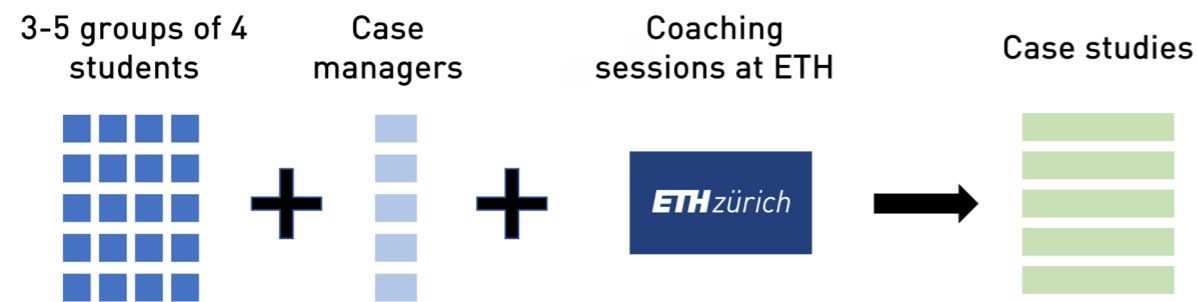 3-5 groups of 4
students
Case
managers
Coaching
sessions at ETH
Case studies
ETH zürich